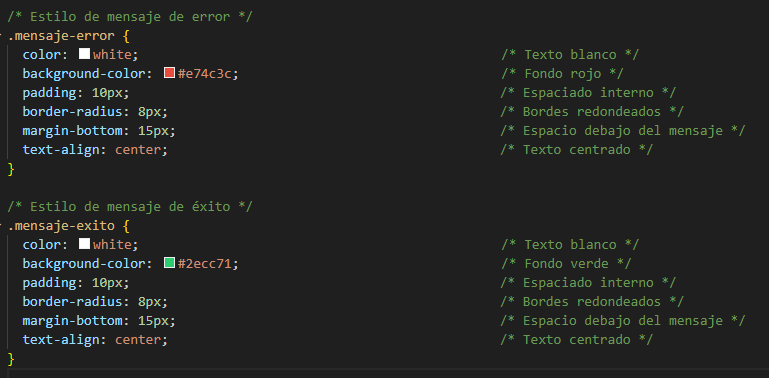 /* Estilo de mensaje de error */
.mensaje-error {
color: white; /* Texto blanco */
background-color: #e74c3c; /* Fondo rojo */
padding: 10px; /* Espaciado interno */
border-radius: 8px; /* Bordes redondeados */
margin-bottom: 15px; /* Espacio debajo del mensaje */
text-align: center; /* Texto centrado */
}
/* Estilo de mensaje de éxito */
.mensaje-exito {
color: white; /* Texto blanco */
background-color: #2ecc71; /* Fondo verde */
padding: 10px; /* Espaciado interno */
border-radius: 8px; /* Bordes redondeados */
margin-bottom: 15px; /* Espacio debajo del mensaje */
text-align: center; /* Texto centrado */
}